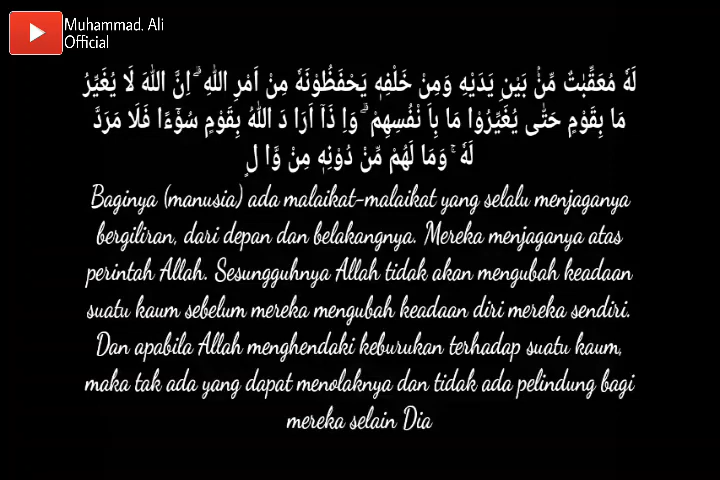 Muhammad. Ali
Official
لَهٗ مُعَقِّبٰتٌ مِّنْۢ بَيْنِ يَدَيْهِ وَمِنْ خَلْفِهٖ يَحْفَظُوْنَهٗ مِنْ اَمْرِ اللّٰهِ ۗ اِنَّ اللّٰهَ لَا يُغَيِّرُ
مَا بِقَوْمٍ حَتّٰى يُغَيِّرُوْا مَا بِاَ نْفُسِهِمْ ۗ وَاِ ذَاۤ اَرَا دَ اللّٰهُ بِقَوْمٍ سُوْٓءًا فَلَا مَرَدَّ
لَهٗ ۚ وَمَا لَهُمْ مِّنْ دُوْنِهٖ مِنْ وَّا لٍ
Baginya (manusia) ada malaikat-malaikat yang selalu menjaganya
bergiliran, dari depan dan belakangnya. Mereka menjaganya atas
perintah Allah. Sesungguhnya Allah tidak akan mengubah keadaan
suatu kaum sebelum mereka mengubah keadaan diri mereka sendiri.
Dan apabila Allah menghendaki keburukan terhadap suatu kaum,
maka tak ada yang dapat menolaknya dan tidak ada pelindung bagi
mereka selain Dia